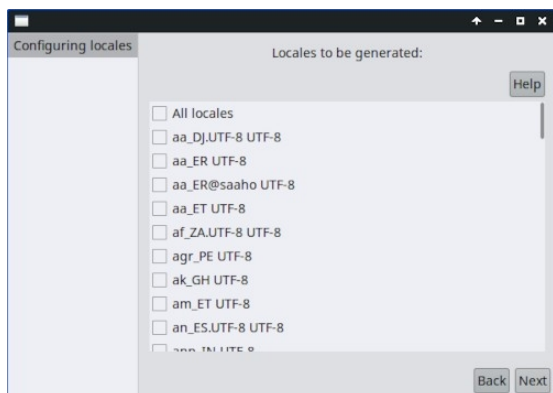 Configuring locales
Locales to be generated:
Help
All locales
aa_DJ.UTF-8 UTF-8
aa_ER UTF-8
aa_ER@saaho UTF-8
aa_ET UTF-8
af_ZA.UTF-8 UTF-8
agr_PE UTF-8
ak_GH UTF-8
am_ET UTF-8
an_ES.UTF-8 UTF-8
Back Next